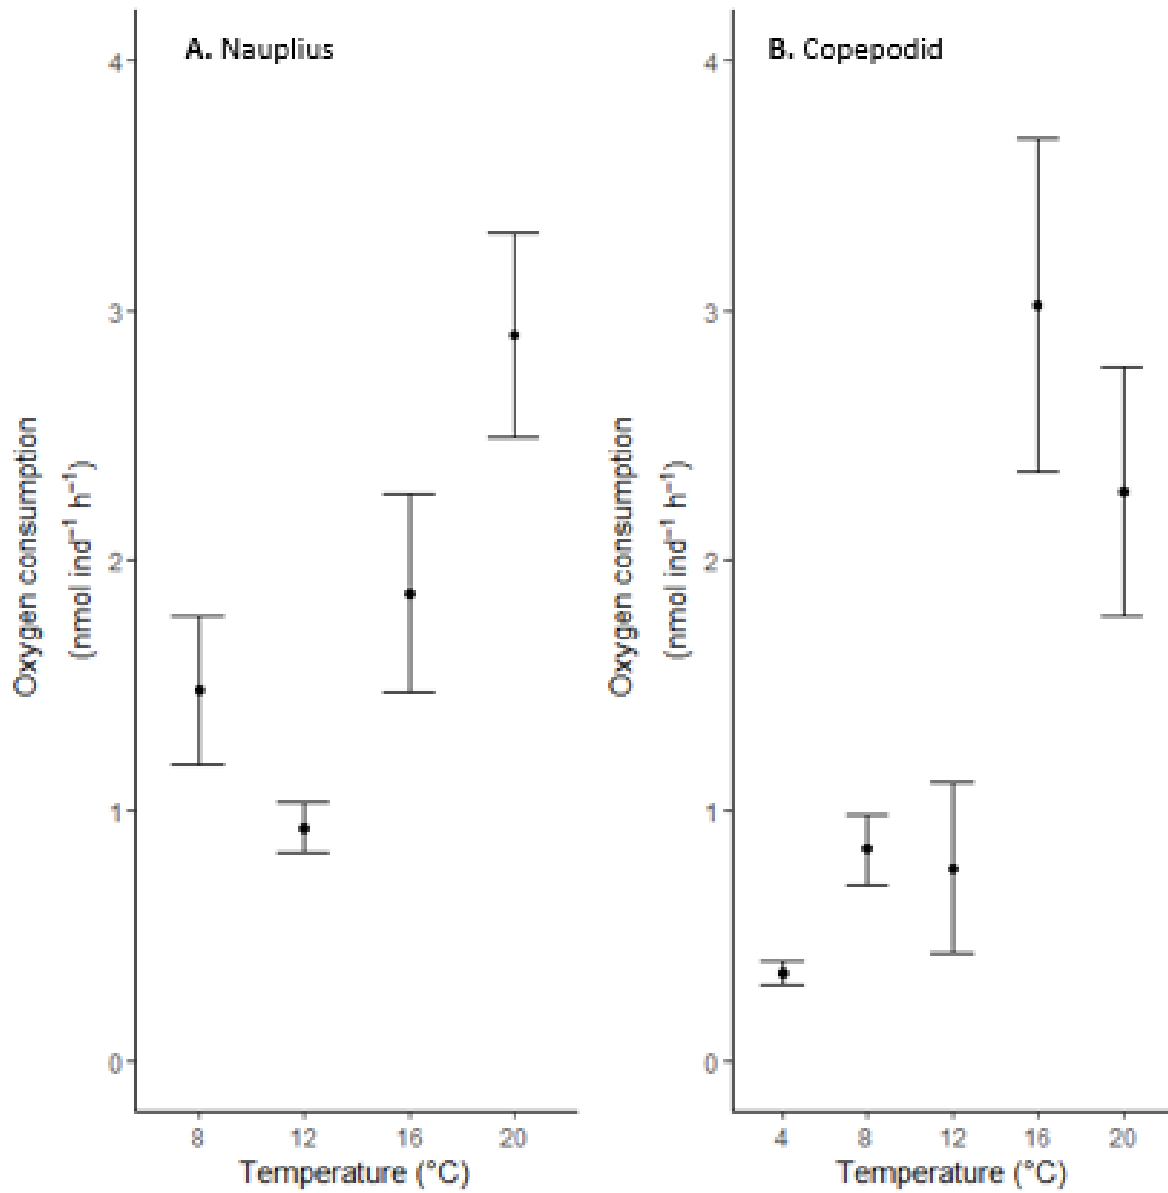 A. Nauplius
4
3
2
1
0
Oxygen consumption
(nmol ind⁻¹ h⁻¹)
8 12 16 20
Temperature (°C)
B. Copepodid
4
3
2
1
0
Oxygen consumption
(nmol ind⁻¹ h⁻¹)
4 8 12 16 20
Temperature (°C)